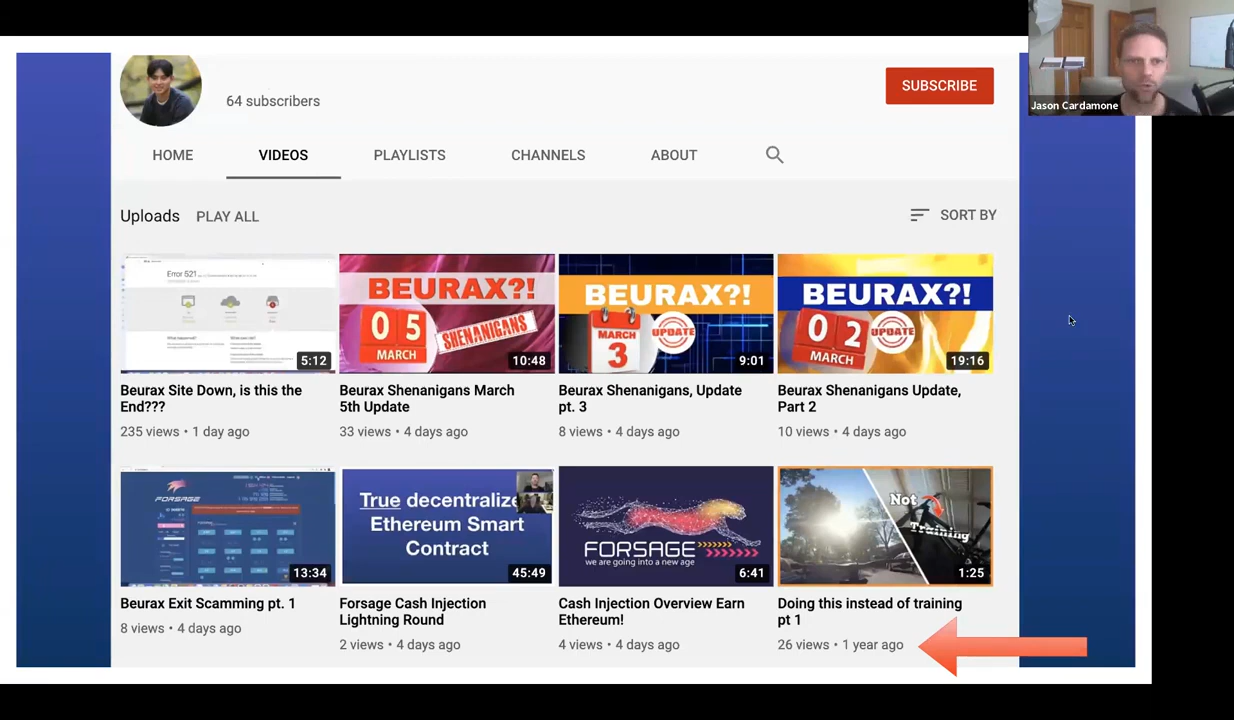 Jason Cardamone
64 subscribers
SUBSCRIBE
HOME
VIDEOS
PLAYLISTS
CHANNELS
ABOUT
Uploads
PLAY ALL
SORT BY
Error 521
5:12
BEURAX?!
05
MARCH
SHENANIGANS
10:48
BEURAX?!
MARCH
3
UPDATE
9:01
BEURAX?!
02
MARCH
UPDATE
19:16
Beurax Site Down, is this the
End???
235 views • 1 day ago
Beurax Shenanigans March
5th Update
33 views • 4 days ago
Beurax Shenanigans, Update
pt. 3
8 views • 4 days ago
Beurax Shenanigans Update,
Part 2
10 views • 4 days ago
FORSAGE
13:34
True decentralize
Ethereum Smart
Contract
45:49
FORSAGE
we are going into a new age
6:41
Not
Training
1:25
Beurax Exit Scamming pt. 1
8 views • 4 days ago
Forsage Cash Injection
Lightning Round
2 views • 4 days ago
Cash Injection Overview Earn
Ethereum!
4 views • 4 days ago
Doing this instead of training
pt 1
26 views • 1 year ago